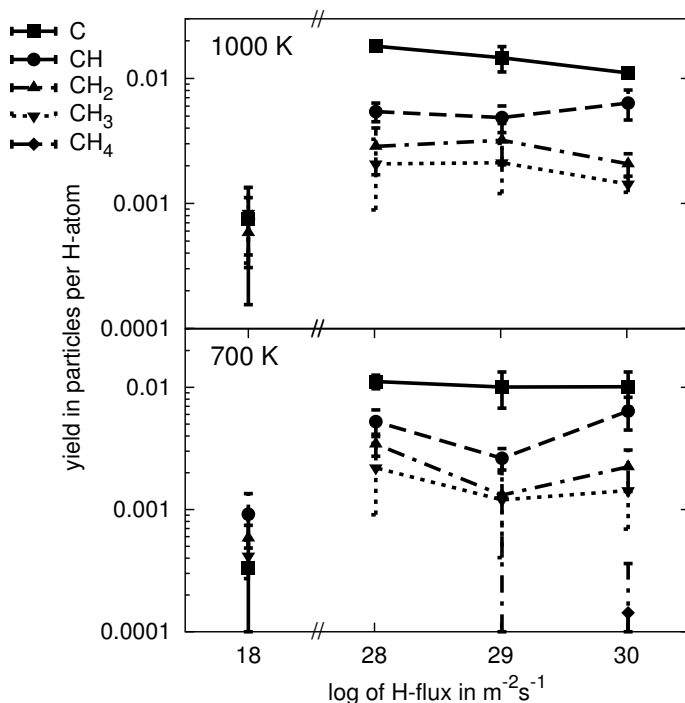 C
CH
CH₂
CH₃
CH₄
1000 K
0.01
0.001
0.0001
700 K
0.01
0.001
0.0001
yield in particles per H-atom
18 // 28 29 30
log of H-flux in m⁻²s⁻¹